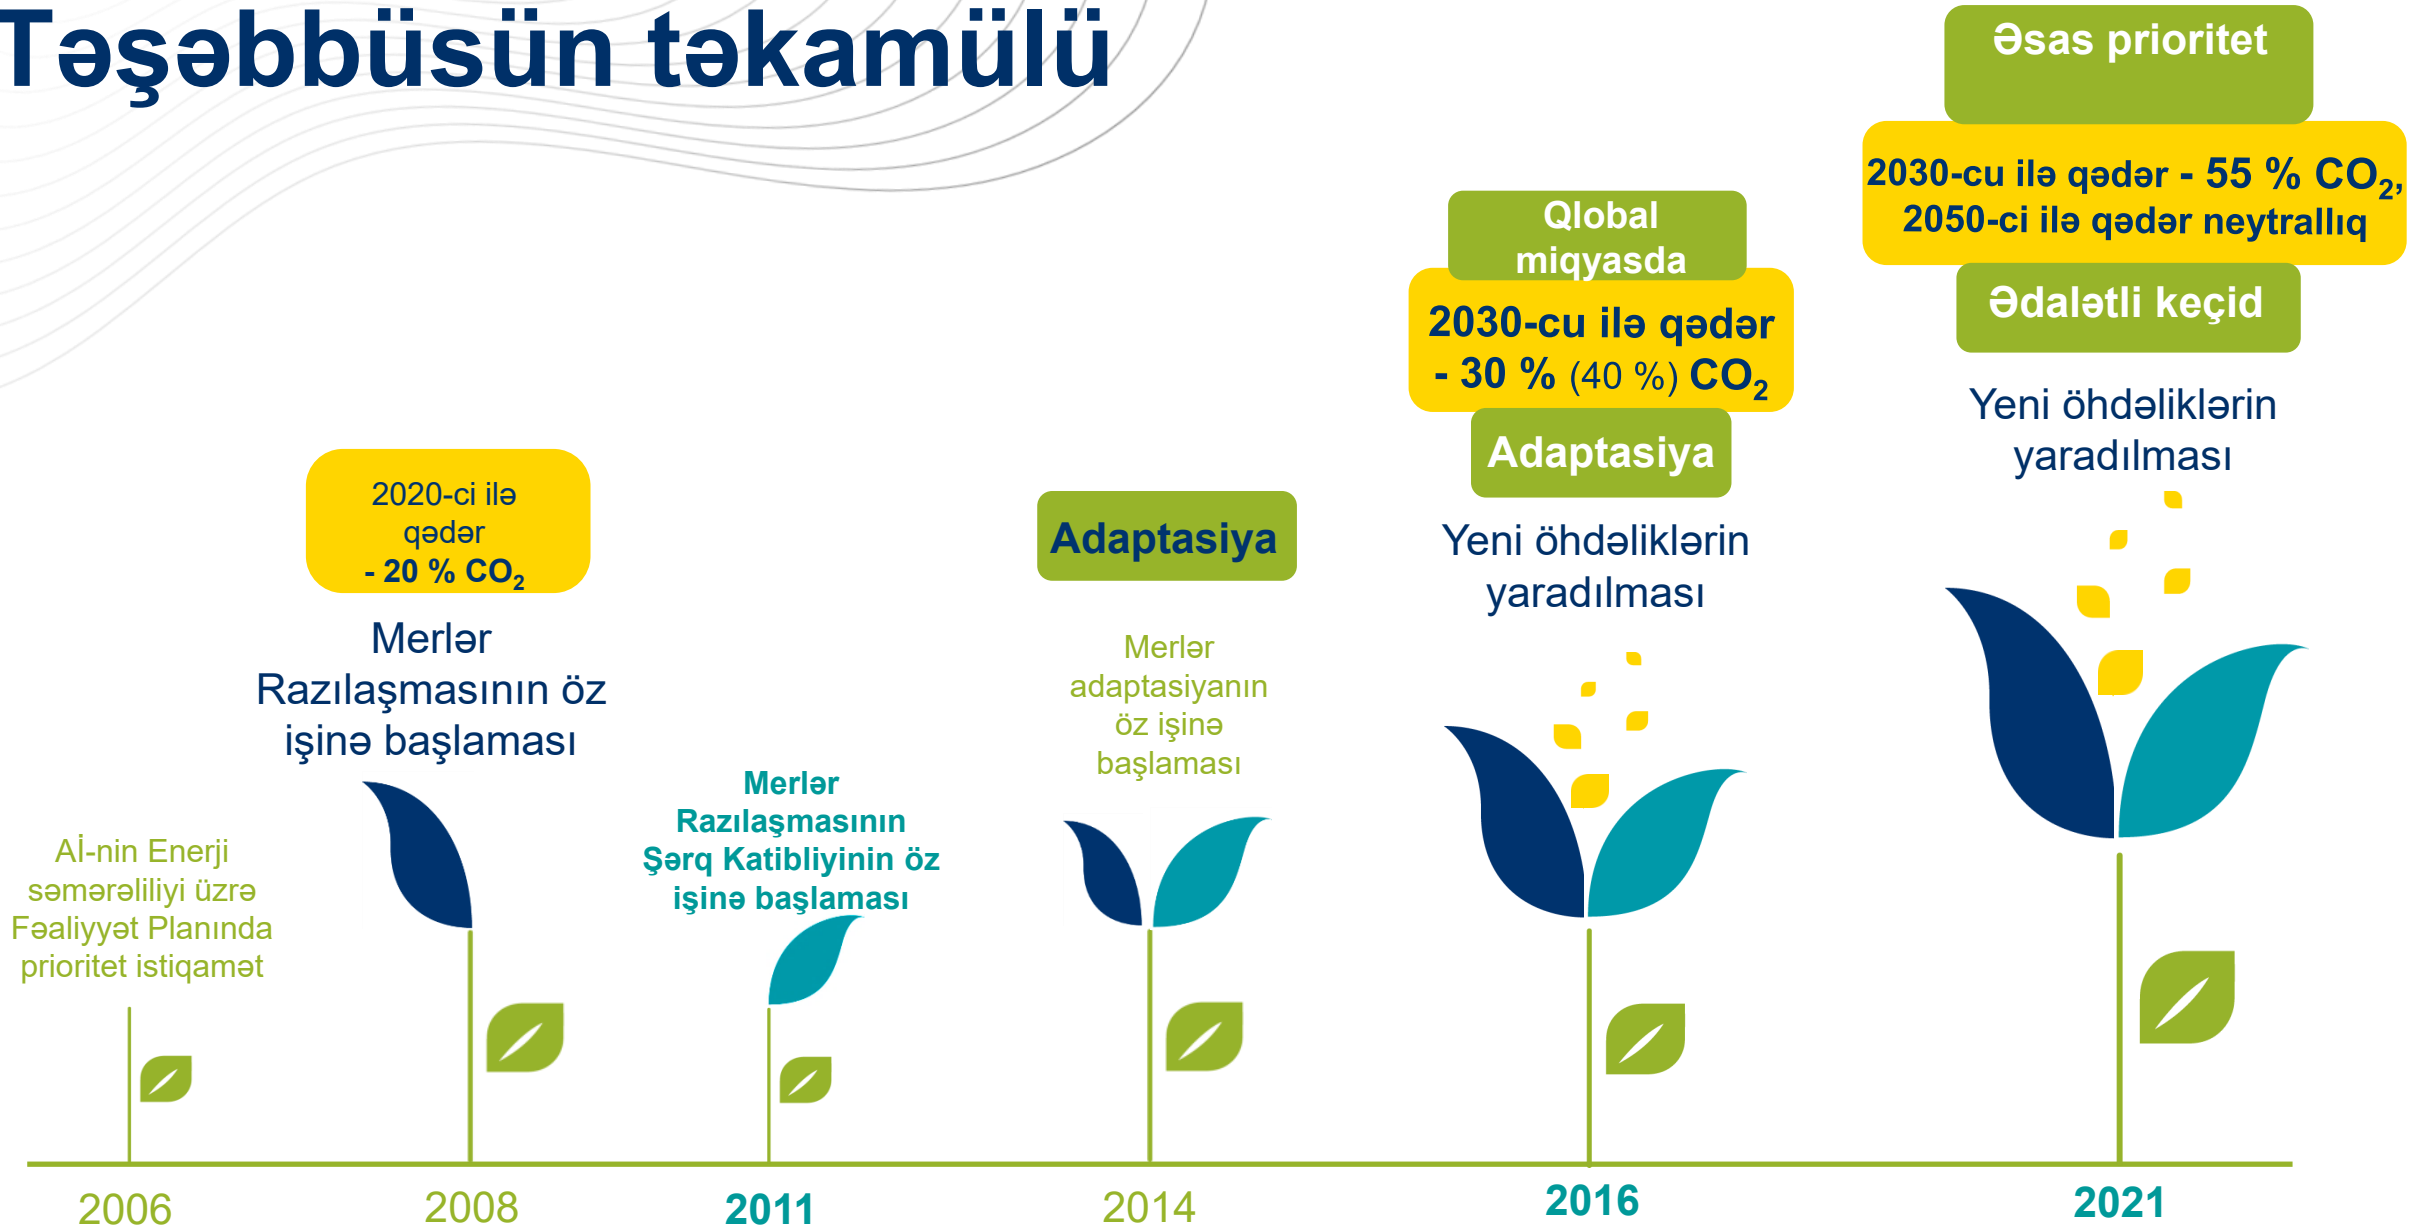 Təşəbbüsün təkamülü
Aİ-nin Enerji
səmərəliliyi üzrə
Fəaliyyət Planında
prioritet istiqamət
2006
2020-ci ilə
qədər
- 20 % CO₂
Merlər
Razılaşmasının öz
işinə başlaması
2008
Merlər
Razılaşmasının
Şərq Katibliyinin öz
işinə başlaması
2011
Adaptasiya
Merlər
adaptasiyanın
öz işinə
başlaması
2014
Qlobal
miqyasda
2030-cu ilə qədər
- 30 % (40 %) CO₂
Adaptasiya
Yeni öhdəliklərin
yaradılması
2016
Əsas prioritet
2030-cu ilə qədər - 55 % CO₂,
2050-ci ilə qədər neytrallıq
Ədalətli keçid
Yeni öhdəliklərin
yaradılması
2021